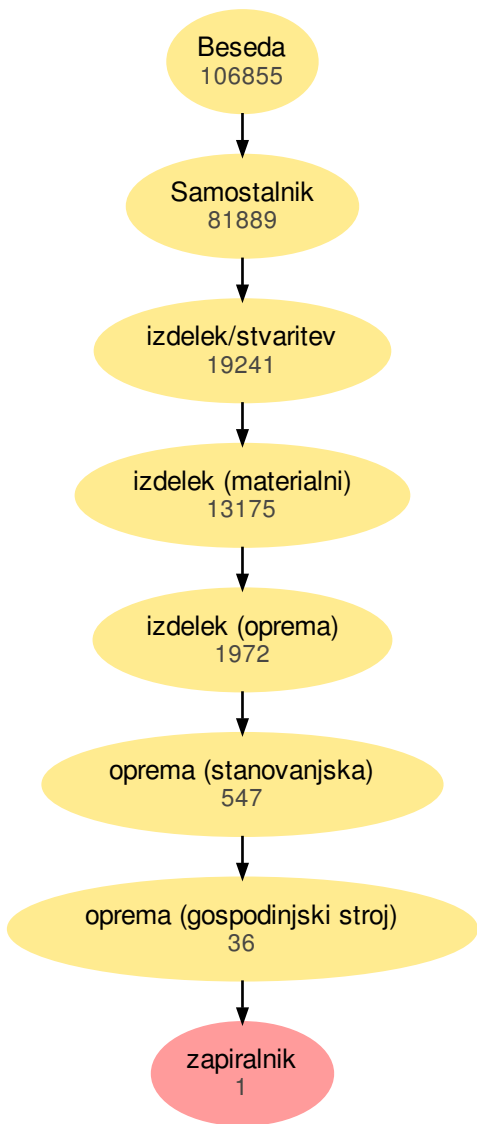 Beseda
106855
Samostalnik
81889
izdelek/stvaritev
19241
izdelek (materialni)
13175
izdelek (oprema)
1972
oprema (stanovanjska)
547
oprema (gospodinjski stroj)
36
zapiralnik
1